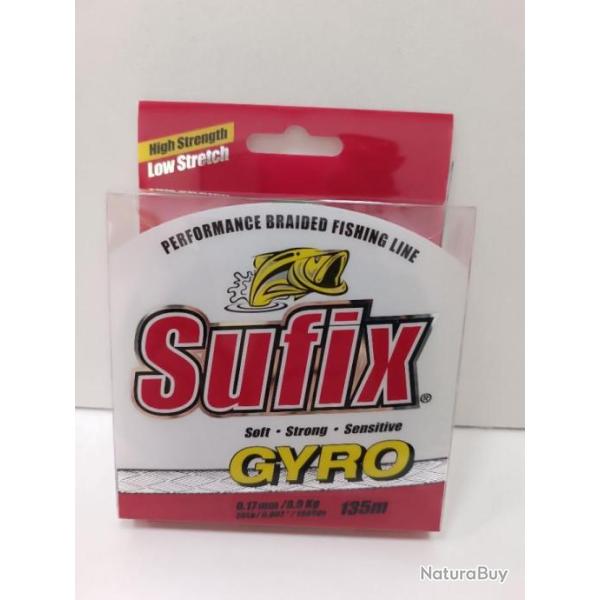 High Strength
Low Stretch
PERFORMANCE BRAIDED FISHING LINE
Sufix®
Soft • Strong • Sensitive
GYRO
0.17mm/8.9 Kg 135m
NaturaBuy